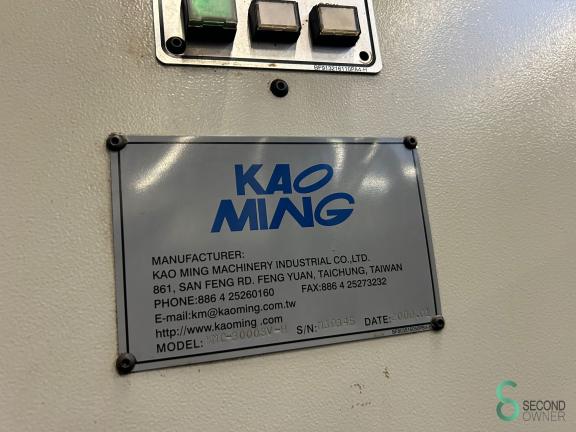 KAO
MING
MANUFACTURER:
KAO MING MACHINERY INDUSTRIAL CO.,LTD.
861, SAN FENG RD. FENG YUAN, TAICHUNG, TAIWAN
PHONE:886 4 25260160 FAX:886 4 25273232
E-mail:km@kaoming.com.tw
http://www.kaoming .com
MODEL: S/N: DATE:
SECOND
OWNER